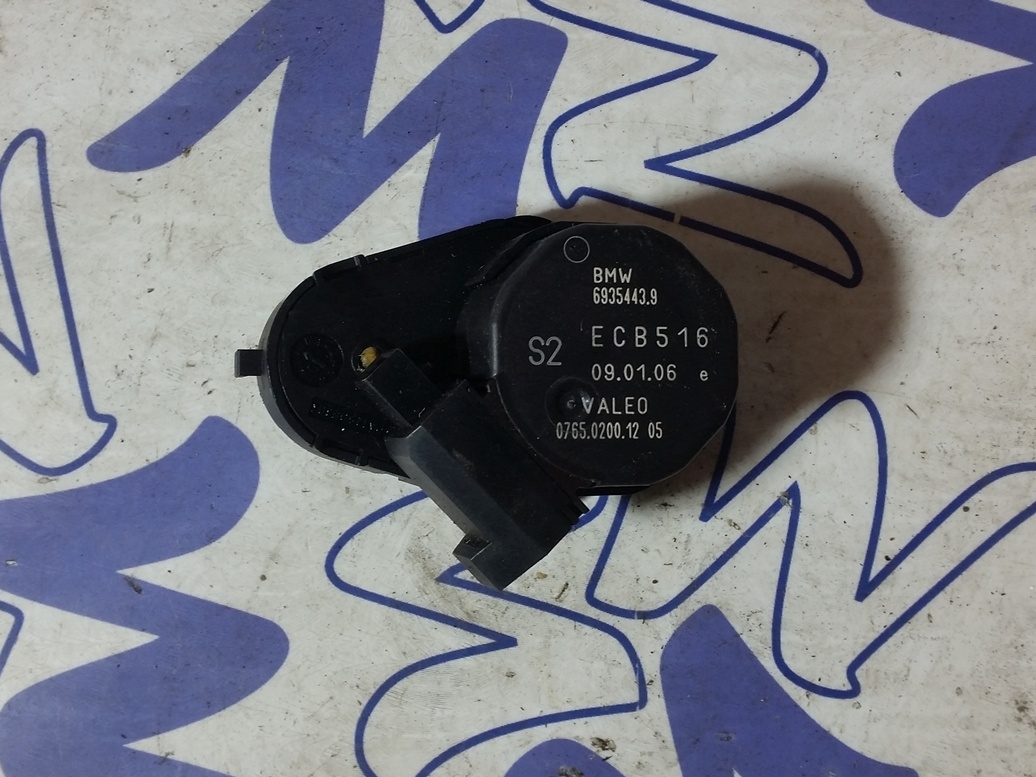 BMW
6935443.9
ECB516
S2
09.01.06 e
VALEO
0765.0200.12 05